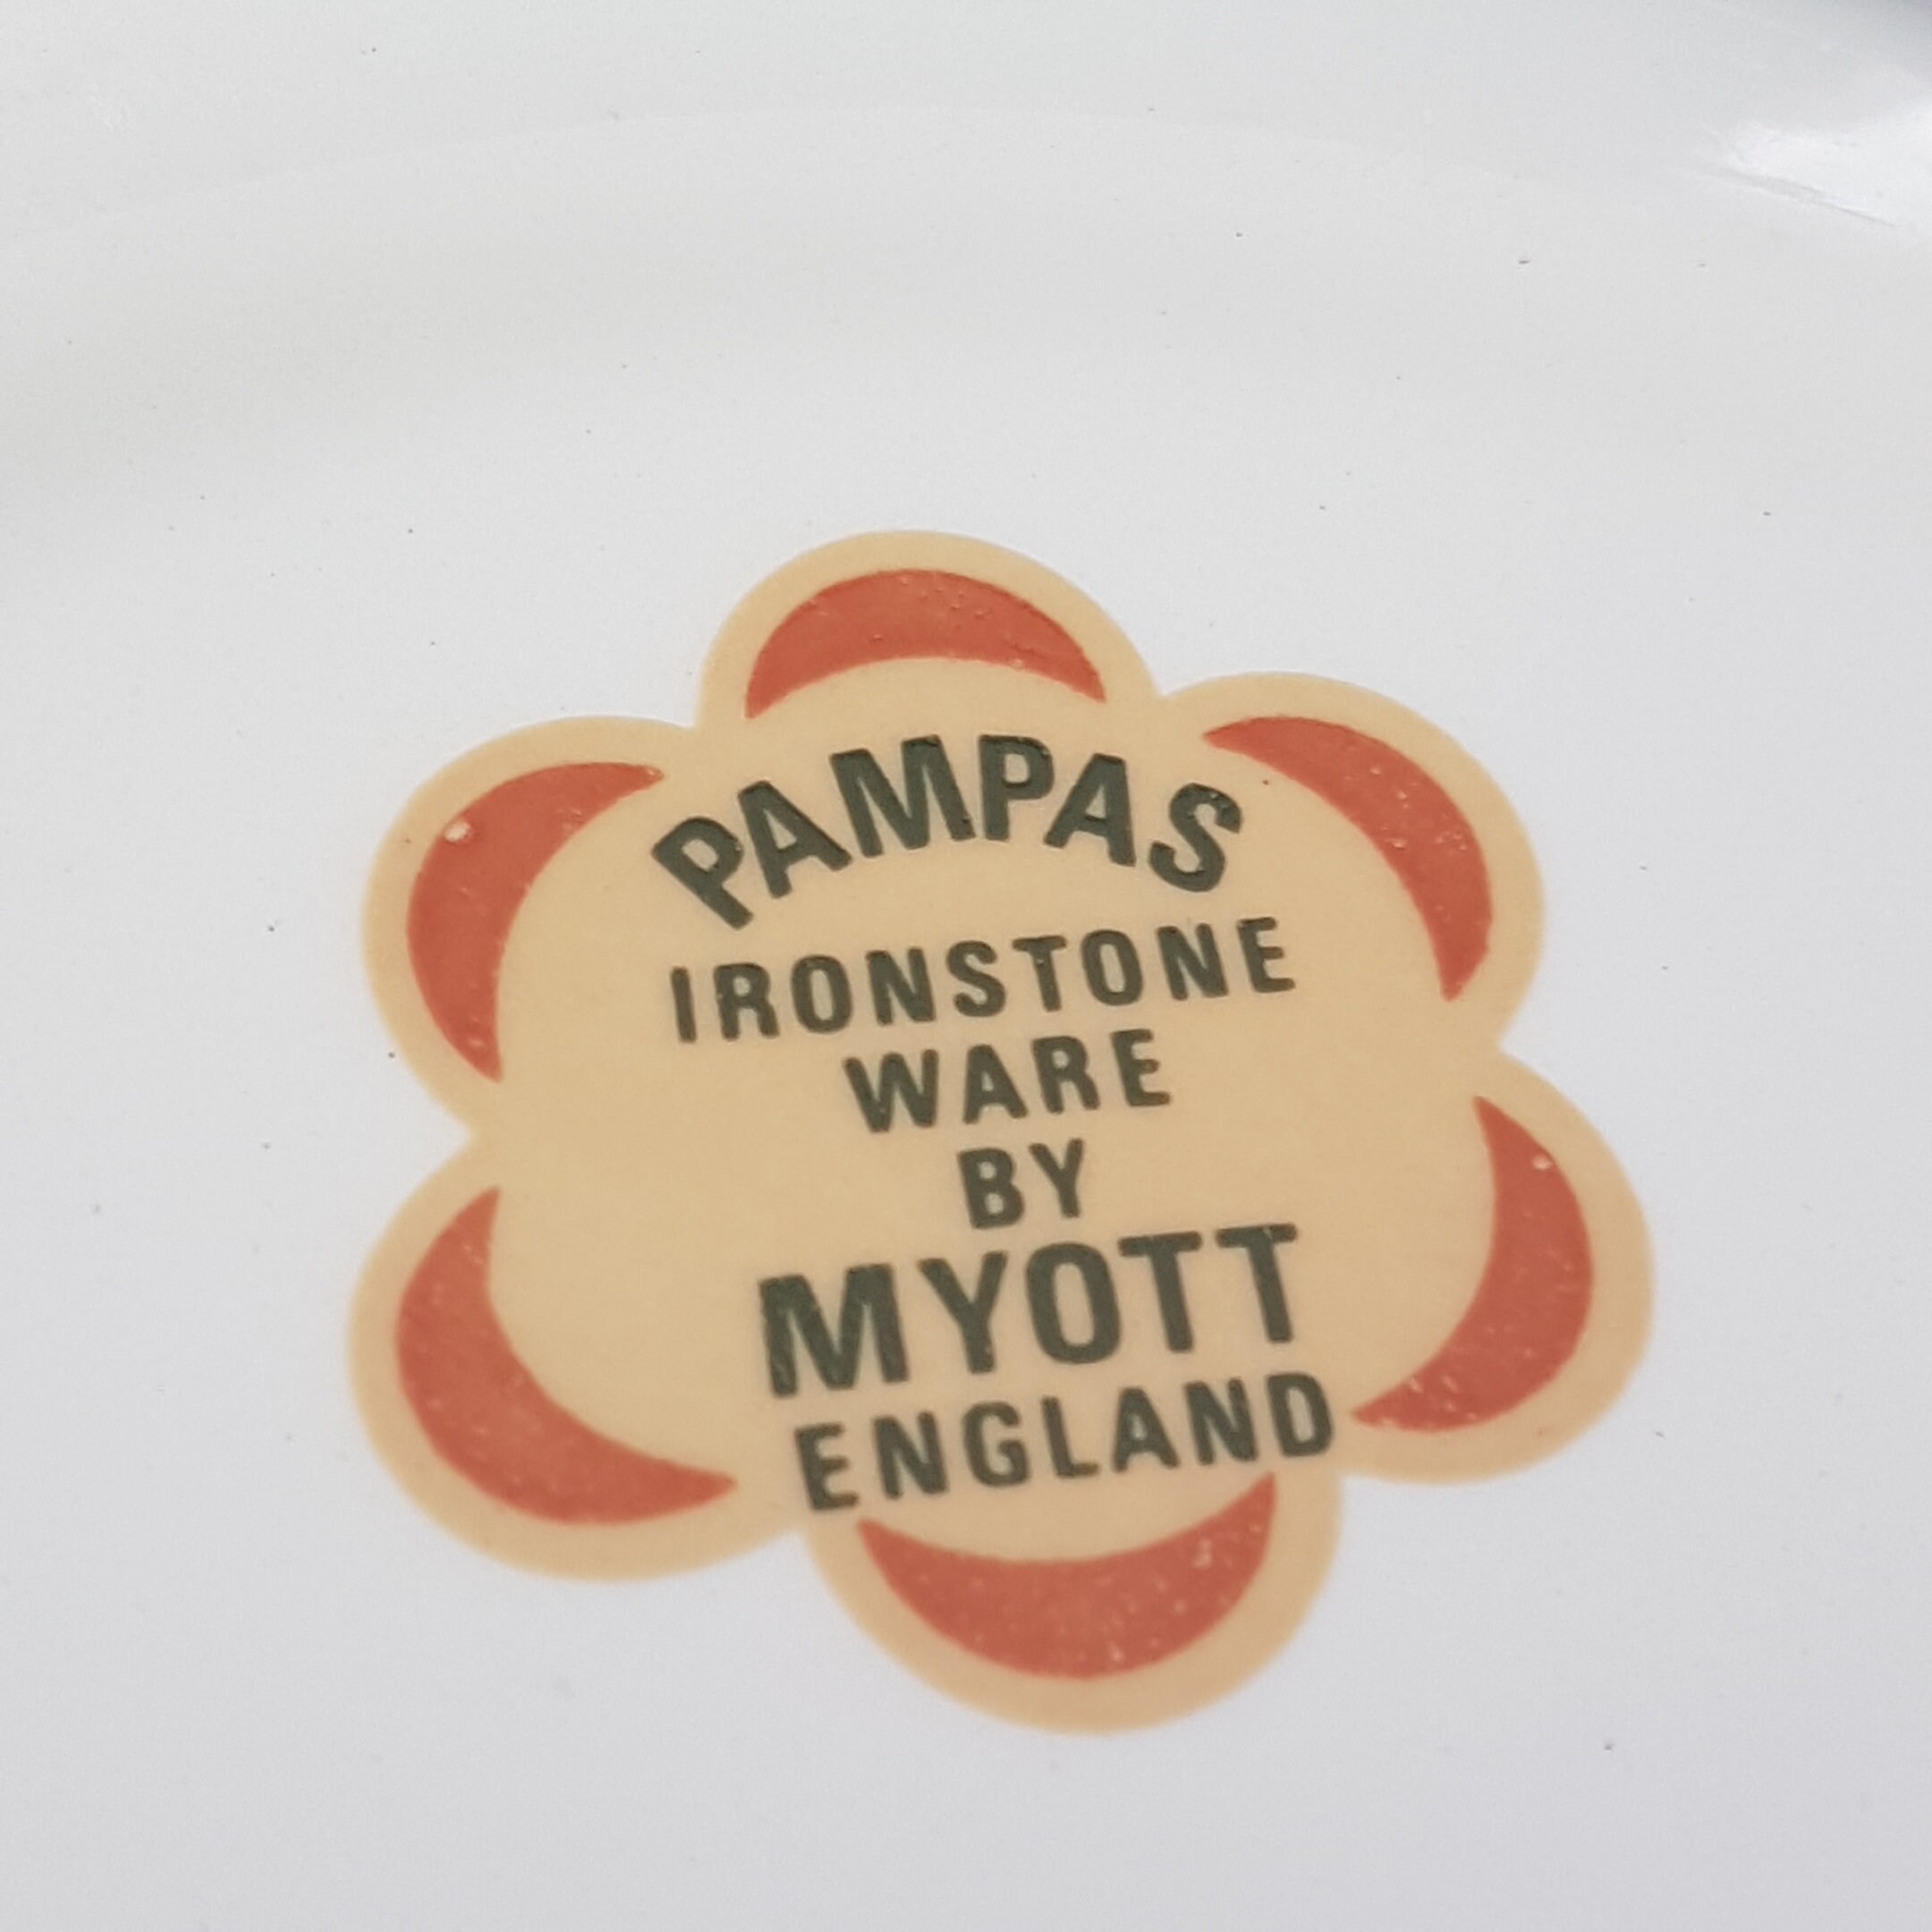 PAMPAS
IRONSTONE
WARE
BY
MYOTT
ENGLAND